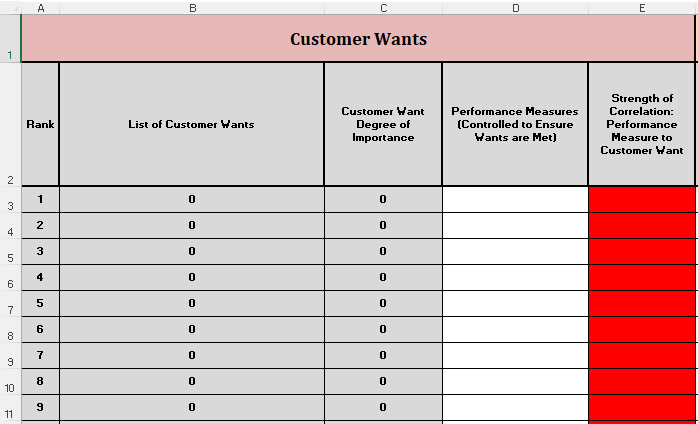 A B C D E
1 Customer Wants
2 Rank List of Customer Wants Customer Want Degree of Importance Performance Measures (Controlled to Ensure Wants are Met) Strength of Correlation: Performance Measure to Customer Want
3 1 0 0
4 2 0 0
5 3 0 0
6 4 0 0
7 5 0 0
8 6 0 0
9 7 0 0
10 8 0 0
11 9 0 0